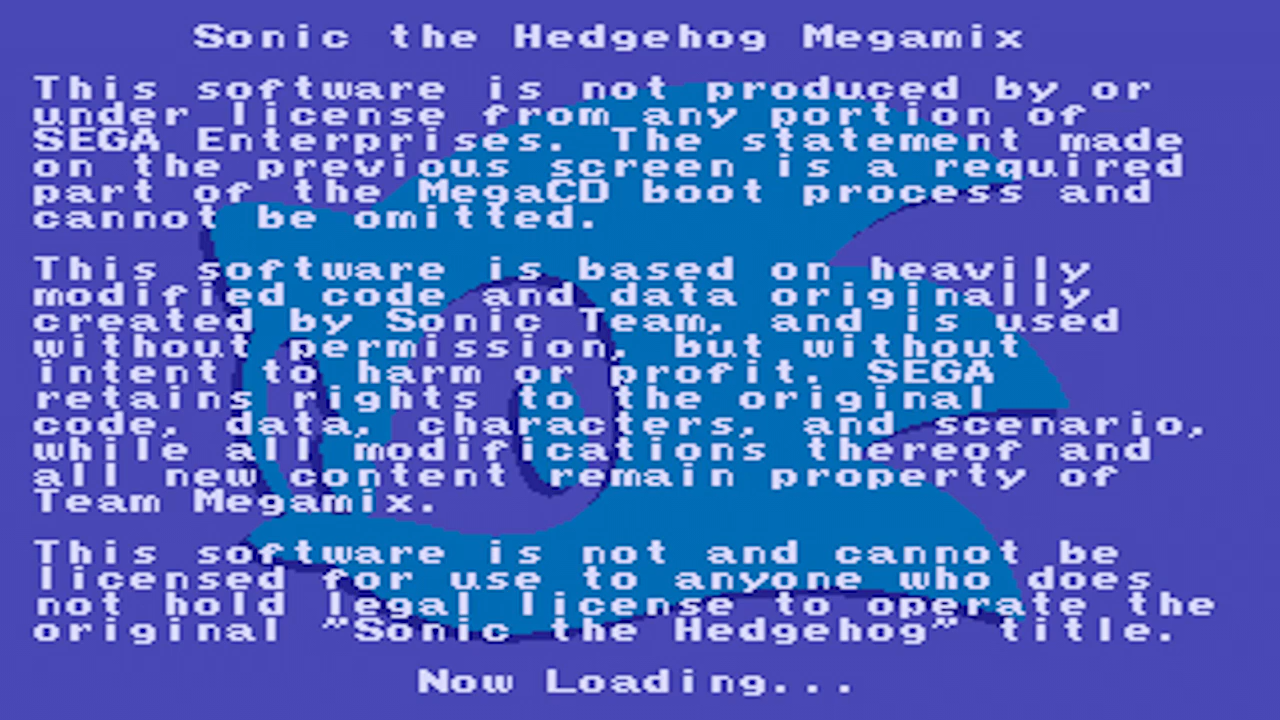 Sonic the Hedgehog Megamix
This software is not produced by or
under license from any portion of
SEGA Enterprises. The statement made
on the previous screen is a required
part of the MegaCD boot process and
cannot be omitted.
This software is based on heavily
modified code and data originally
created by Sonic Team, and is used
without permission, but without
intent to harm or profit. SEGA
retains rights to the original
code, data, characters, and scenario,
while all modifications thereof and
all new content remain property of
Team Megamix.
This software is not and cannot be
licensed for use to anyone who does
not hold legal license to operate the
original "Sonic the Hedgehog" title.
Now Loading...